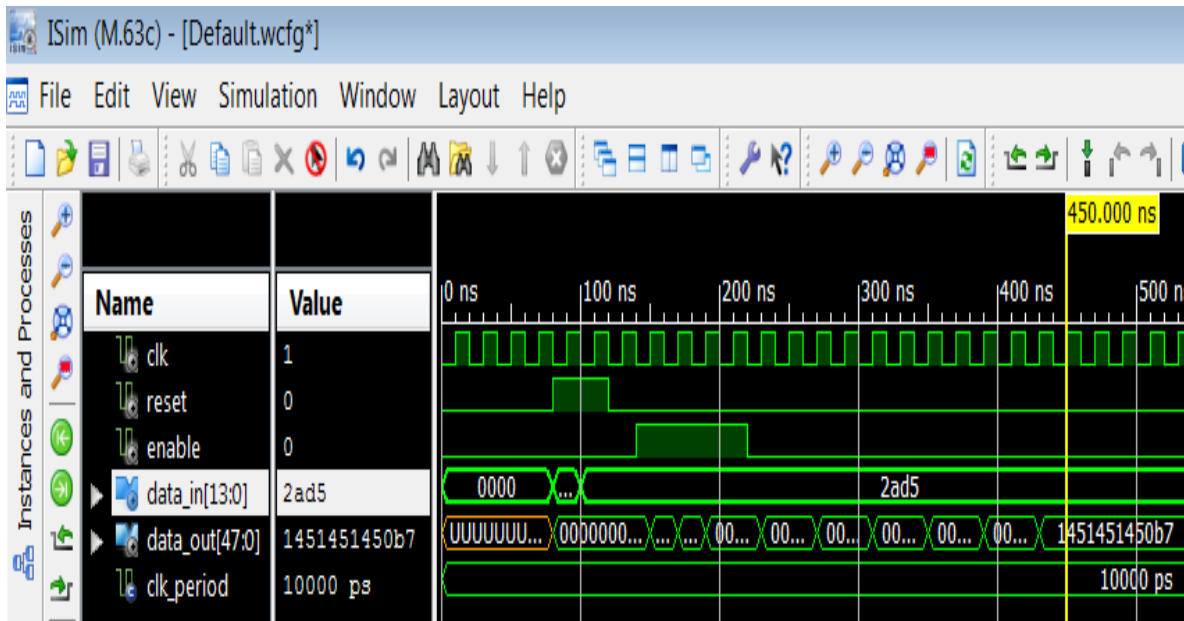 ISim (M.63c) - [Default.wcfg*]
File Edit View Simulation Window Layout Help
Instances and Processes
450.000 ns
Name Value 0 ns 100 ns 200 ns 300 ns 400 ns 500 n
clk 1
reset 0
enable 0
data_in[13:0] 2ad5 0000 ... 2ad5
data_out[47:0] 1451451450b7 UUUUUUU... 0000000... ... ... 00... 00... 00... 00... 00... 00... 1451451450b7
clk_period 10000 ps 10000 ps